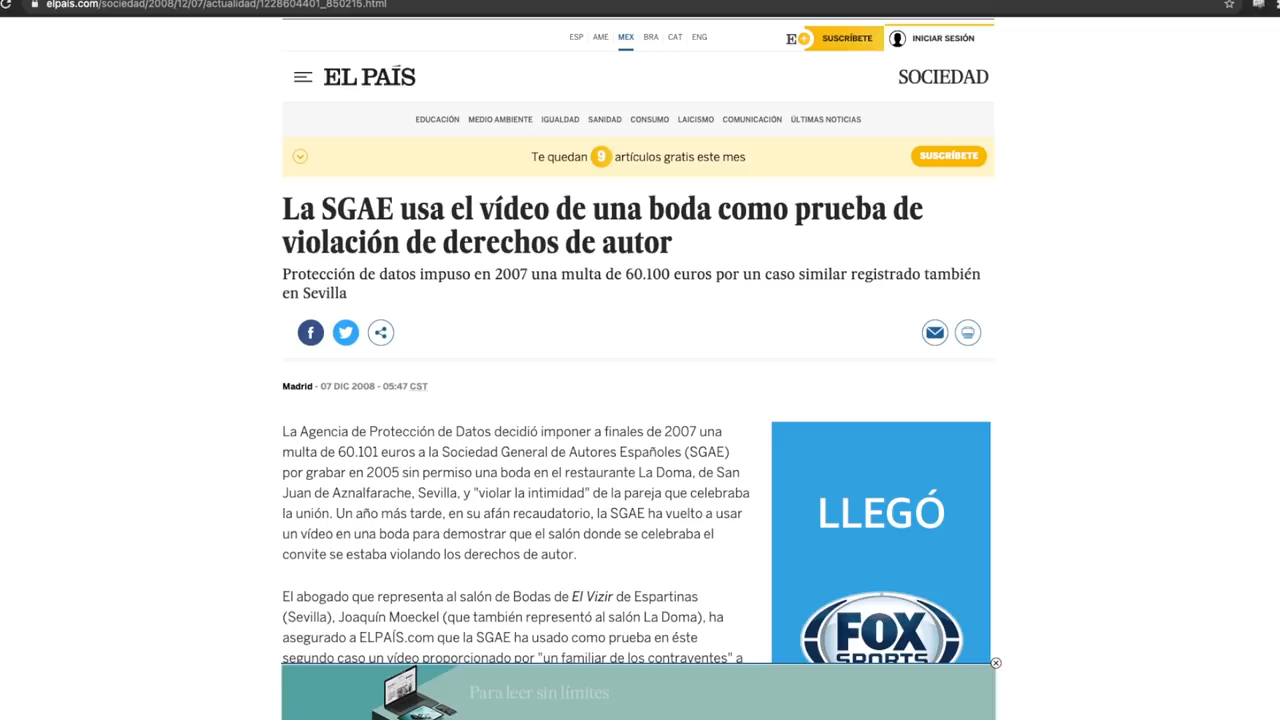 elpais.com/sociedad/2008/12/07/actualidad/1228604401_850215.html
ESP AME MEX BRA CAT ENG
E+ SUSCRÍBETE INICIAR SESIÓN
EL PAÍS
SOCIEDAD
EDUCACIÓN MEDIO AMBIENTE IGUALDAD SANIDAD CONSUMO LAICISMO COMUNICACIÓN ÚLTIMAS NOTICIAS
Te quedan 9 artículos gratis este mes
SUSCRÍBETE
La SGAE usa el vídeo de una boda como prueba de
violación de derechos de autor
Protección de datos impuso en 2007 una multa de 60.100 euros por un caso similar registrado también
en Sevilla
Madrid - 07 DIC 2008 - 05:47 CST
La Agencia de Protección de Datos decidió imponer a finales de 2007 una
multa de 60.101 euros a la Sociedad General de Autores Españoles (SGAE)
por grabar en 2005 sin permiso una boda en el restaurante La Doma, de San
Juan de Aznalfarache, Sevilla, y "violar la intimidad" de la pareja que celebraba
la unión. Un año más tarde, en su afán recaudatorio, la SGAE ha vuelto a usar
un vídeo en una boda para demostrar que el salón donde se celebraba el
convite se estaba violando los derechos de autor.
El abogado que representa al salón de Bodas de El Vizir de Espartinas
(Sevilla), Joaquín Moeckel (que también representó al salón La Doma), ha
asegurado a ELPAÍS.com que la SGAE ha usado como prueba en éste
segundo caso un vídeo proporcionado por "un familiar de los contrayentes" a
LLEGÓ
FOX
SPORTS
Para leer sin límites